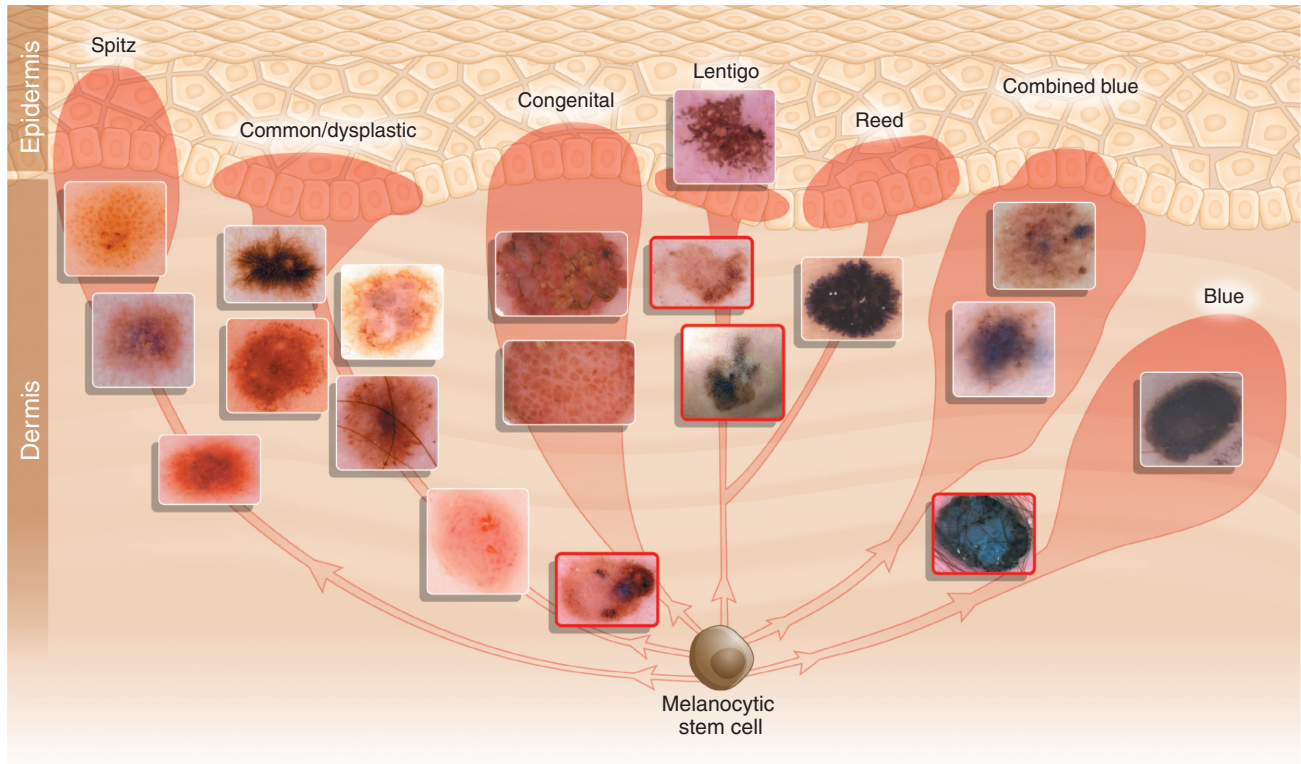 Epidermis
Dermis
Spitz
Common/dysplastic
Congenital
Lentigo
Reed
Combined blue
Blue
Melanocytic
stem cell